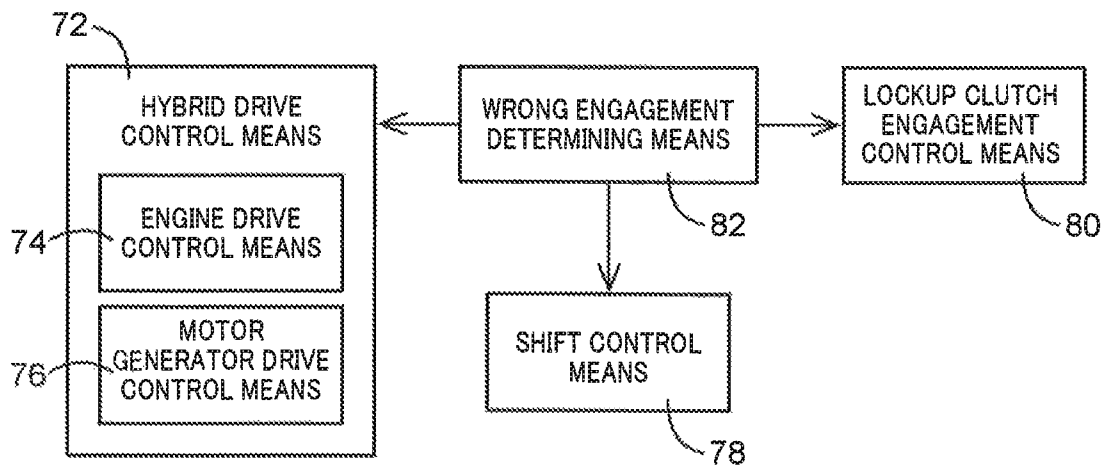 72
HYBRID DRIVE
CONTROL MEANS
74
ENGINE DRIVE
CONTROL MEANS
76
MOTOR
GENERATOR DRIVE
CONTROL MEANS
WRONG ENGAGEMENT
DETERMINING MEANS
82
LOCKUP CLUTCH
ENGAGEMENT
CONTROL MEANS
80
SHIFT CONTROL
MEANS
78